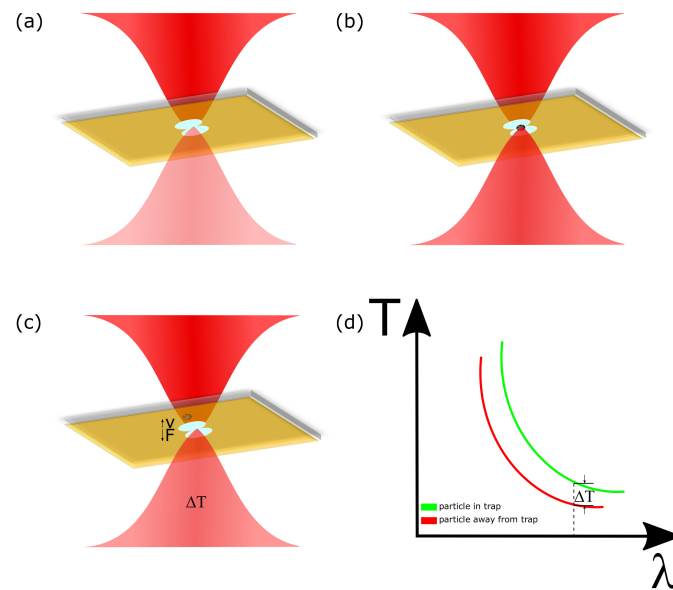 (a)
(b)
(c)
v
F
ΔT
(d)
T
ΔT
particle in trap
particle away from trap
λ